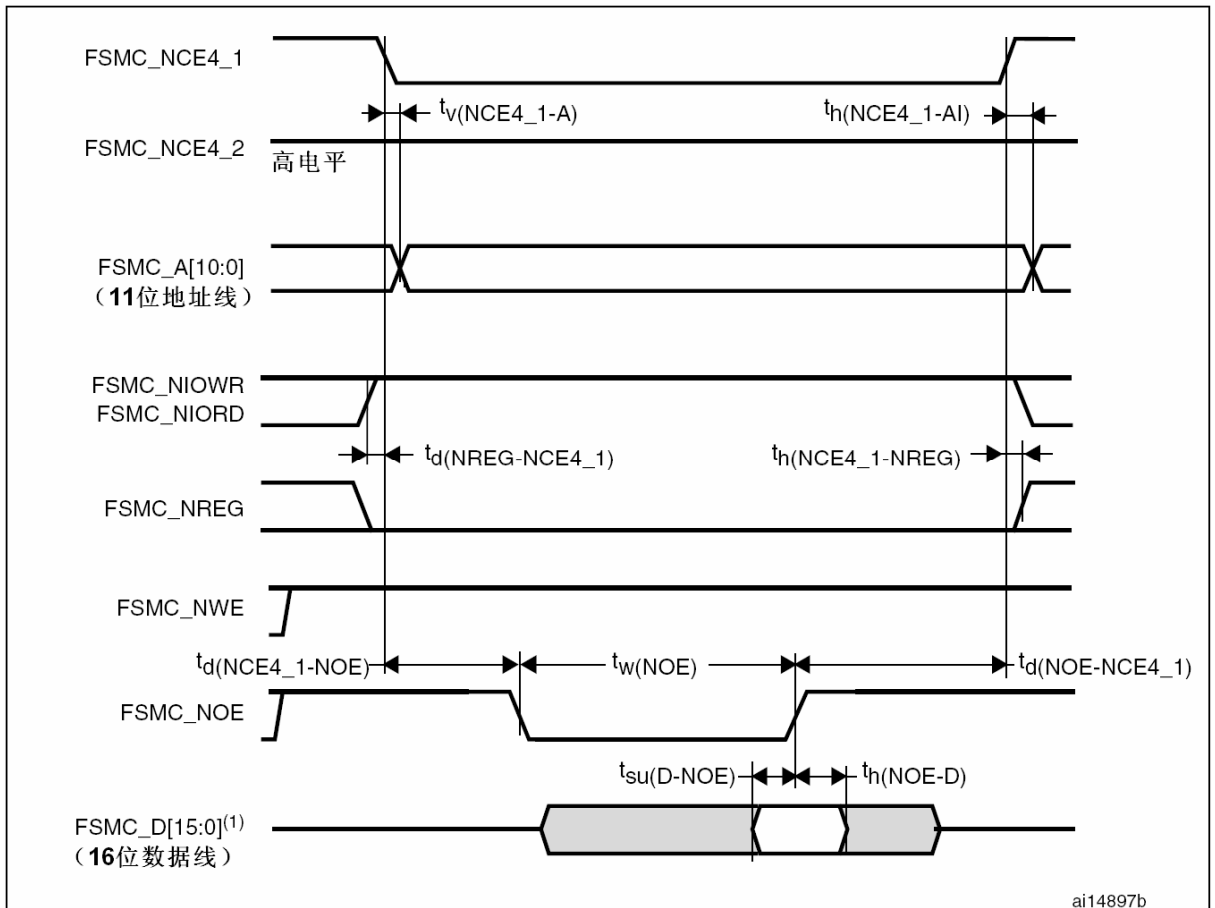 FSMC_NCE4_1
tv(NCE4_1-A)
th(NCE4_1-AI)
FSMC_NCE4_2
高电平
FSMC_A[10:0]
（11位地址线）
FSMC_NIOWR
FSMC_NIORD
td(NREG-NCE4_1)
th(NCE4_1-NREG)
FSMC_NREG
FSMC_NWE
td(NCE4_1-NOE)
tw(NOE)
td(NOE-NCE4_1)
FSMC_NOE
tsu(D-NOE)
th(NOE-D)
FSMC_D[15:0](1)
（16位数据线）
ai14897b